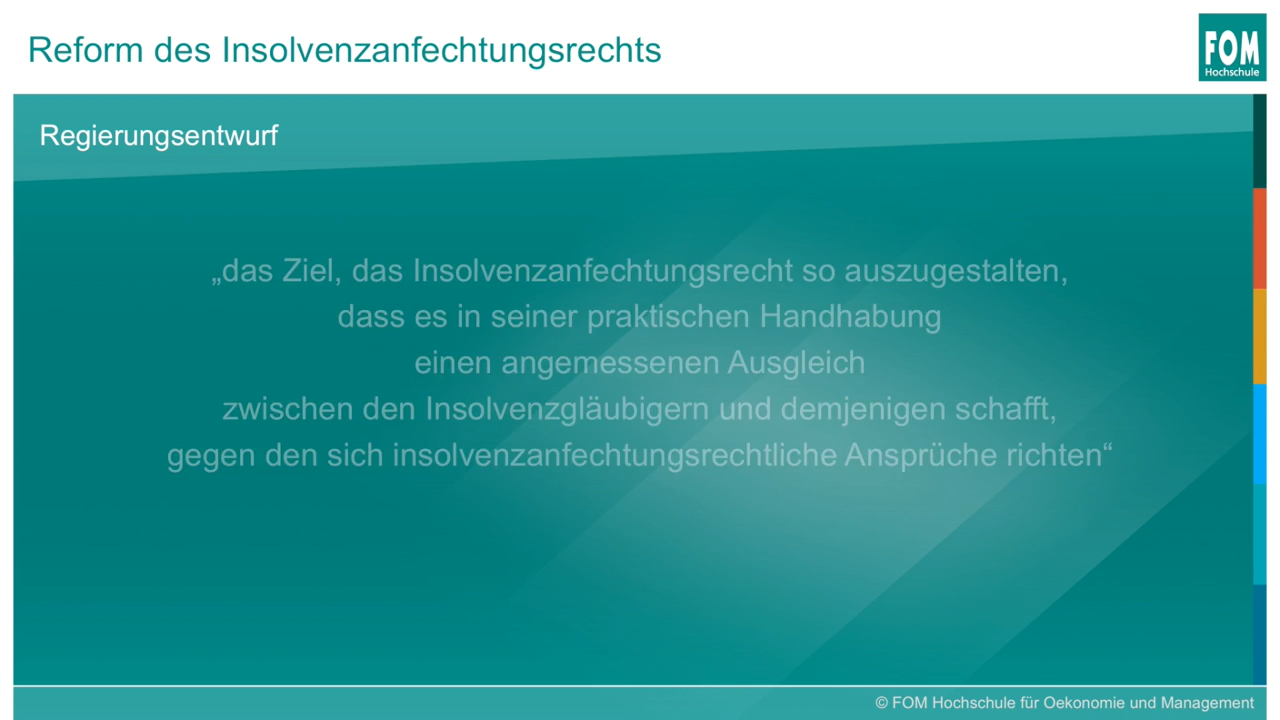 Reform des Insolvenzanfechtungsrechts
FOM
Hochschule
Regierungsentwurf
„das Ziel, das Insolvenzanfechtungsrecht so auszugestalten,
dass es in seiner praktischen Handhabung
einen angemessenen Ausgleich
zwischen den Insolvenzgläubigern und demjenigen schafft,
gegen den sich insolvenzanfechtungsrechtliche Ansprüche richten“
© FOM Hochschule für Oekonomie und Management